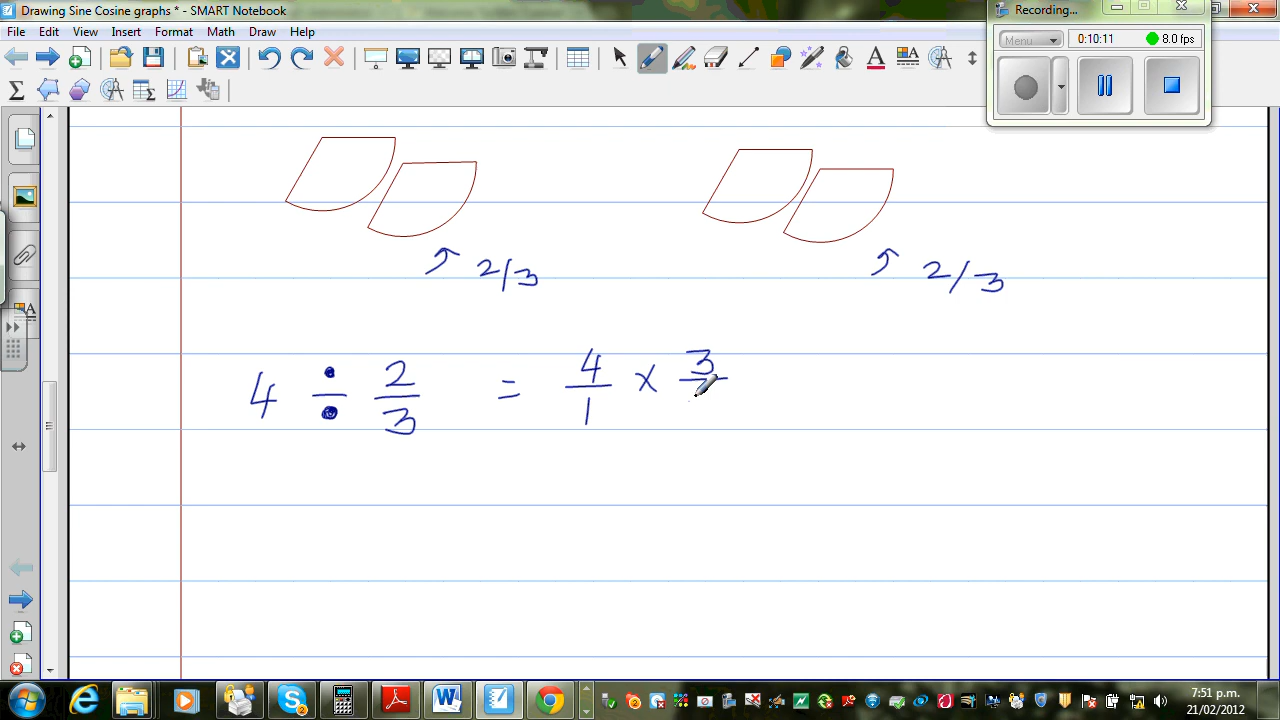 Drawing Sine Cosine graphs * - SMART Notebook
Recording...
File Edit View Insert Format Math Draw Help
Menu
0:10:11
8.0 fps
2/3
2/3
4 ÷ 2/3 = 4/1 × 3/
7:51 p.m.
21/02/2012